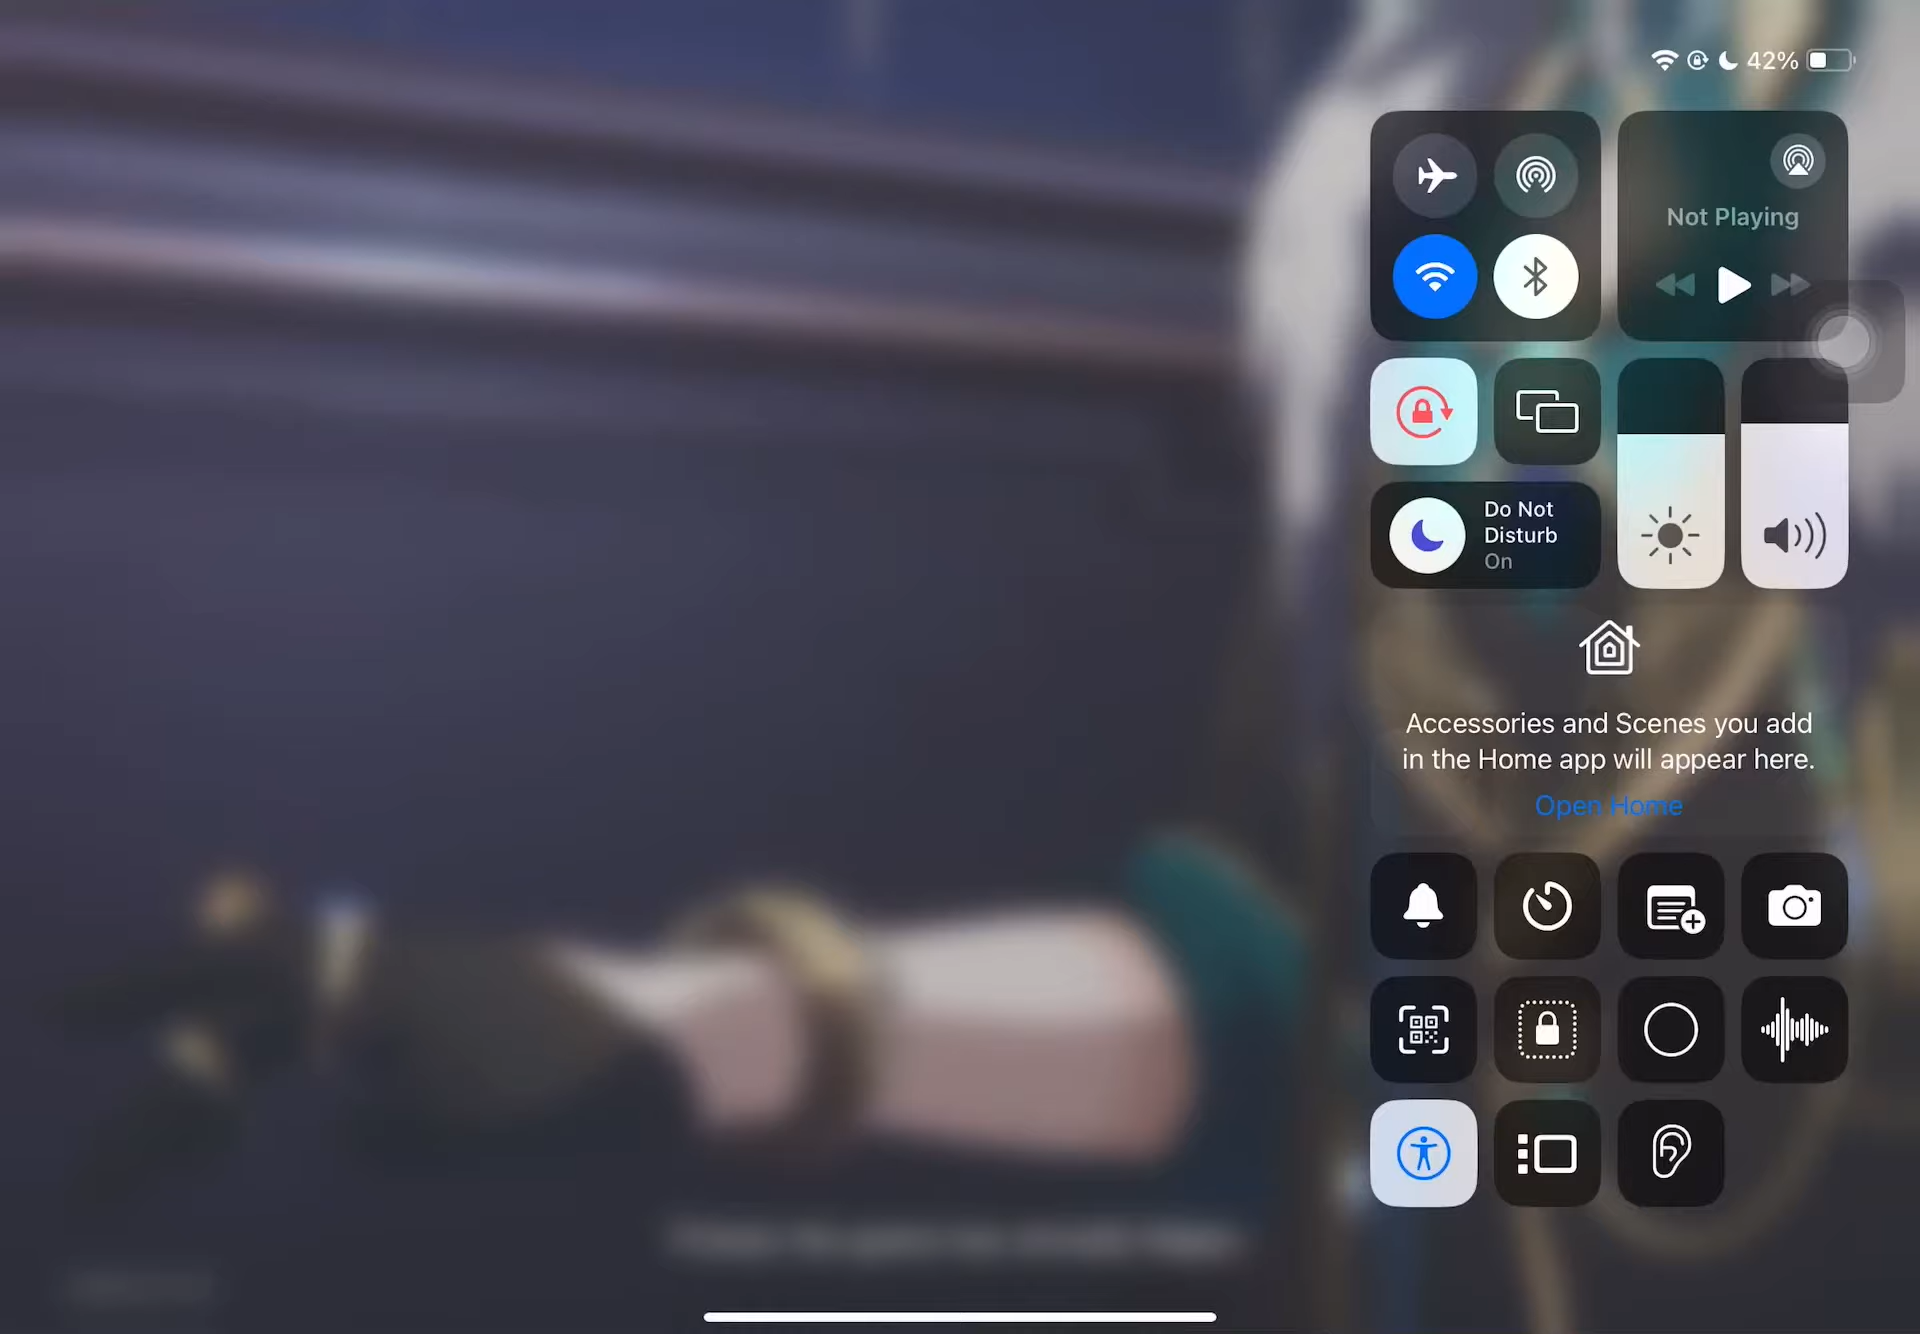 42%
Not Playing
Do Not
Disturb
On
Accessories and Scenes you add
in the Home app will appear here.
Open Home